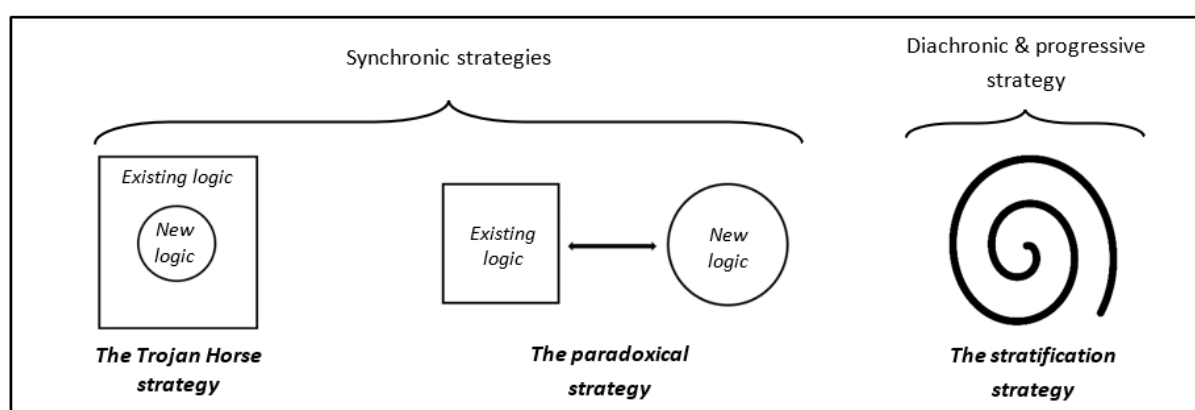 Synchronic strategies
Diachronic & progressive
strategy
Existing logic
New
logic
Existing
logic
New
logic
The Trojan Horse
strategy
The paradoxical
strategy
The stratification
strategy